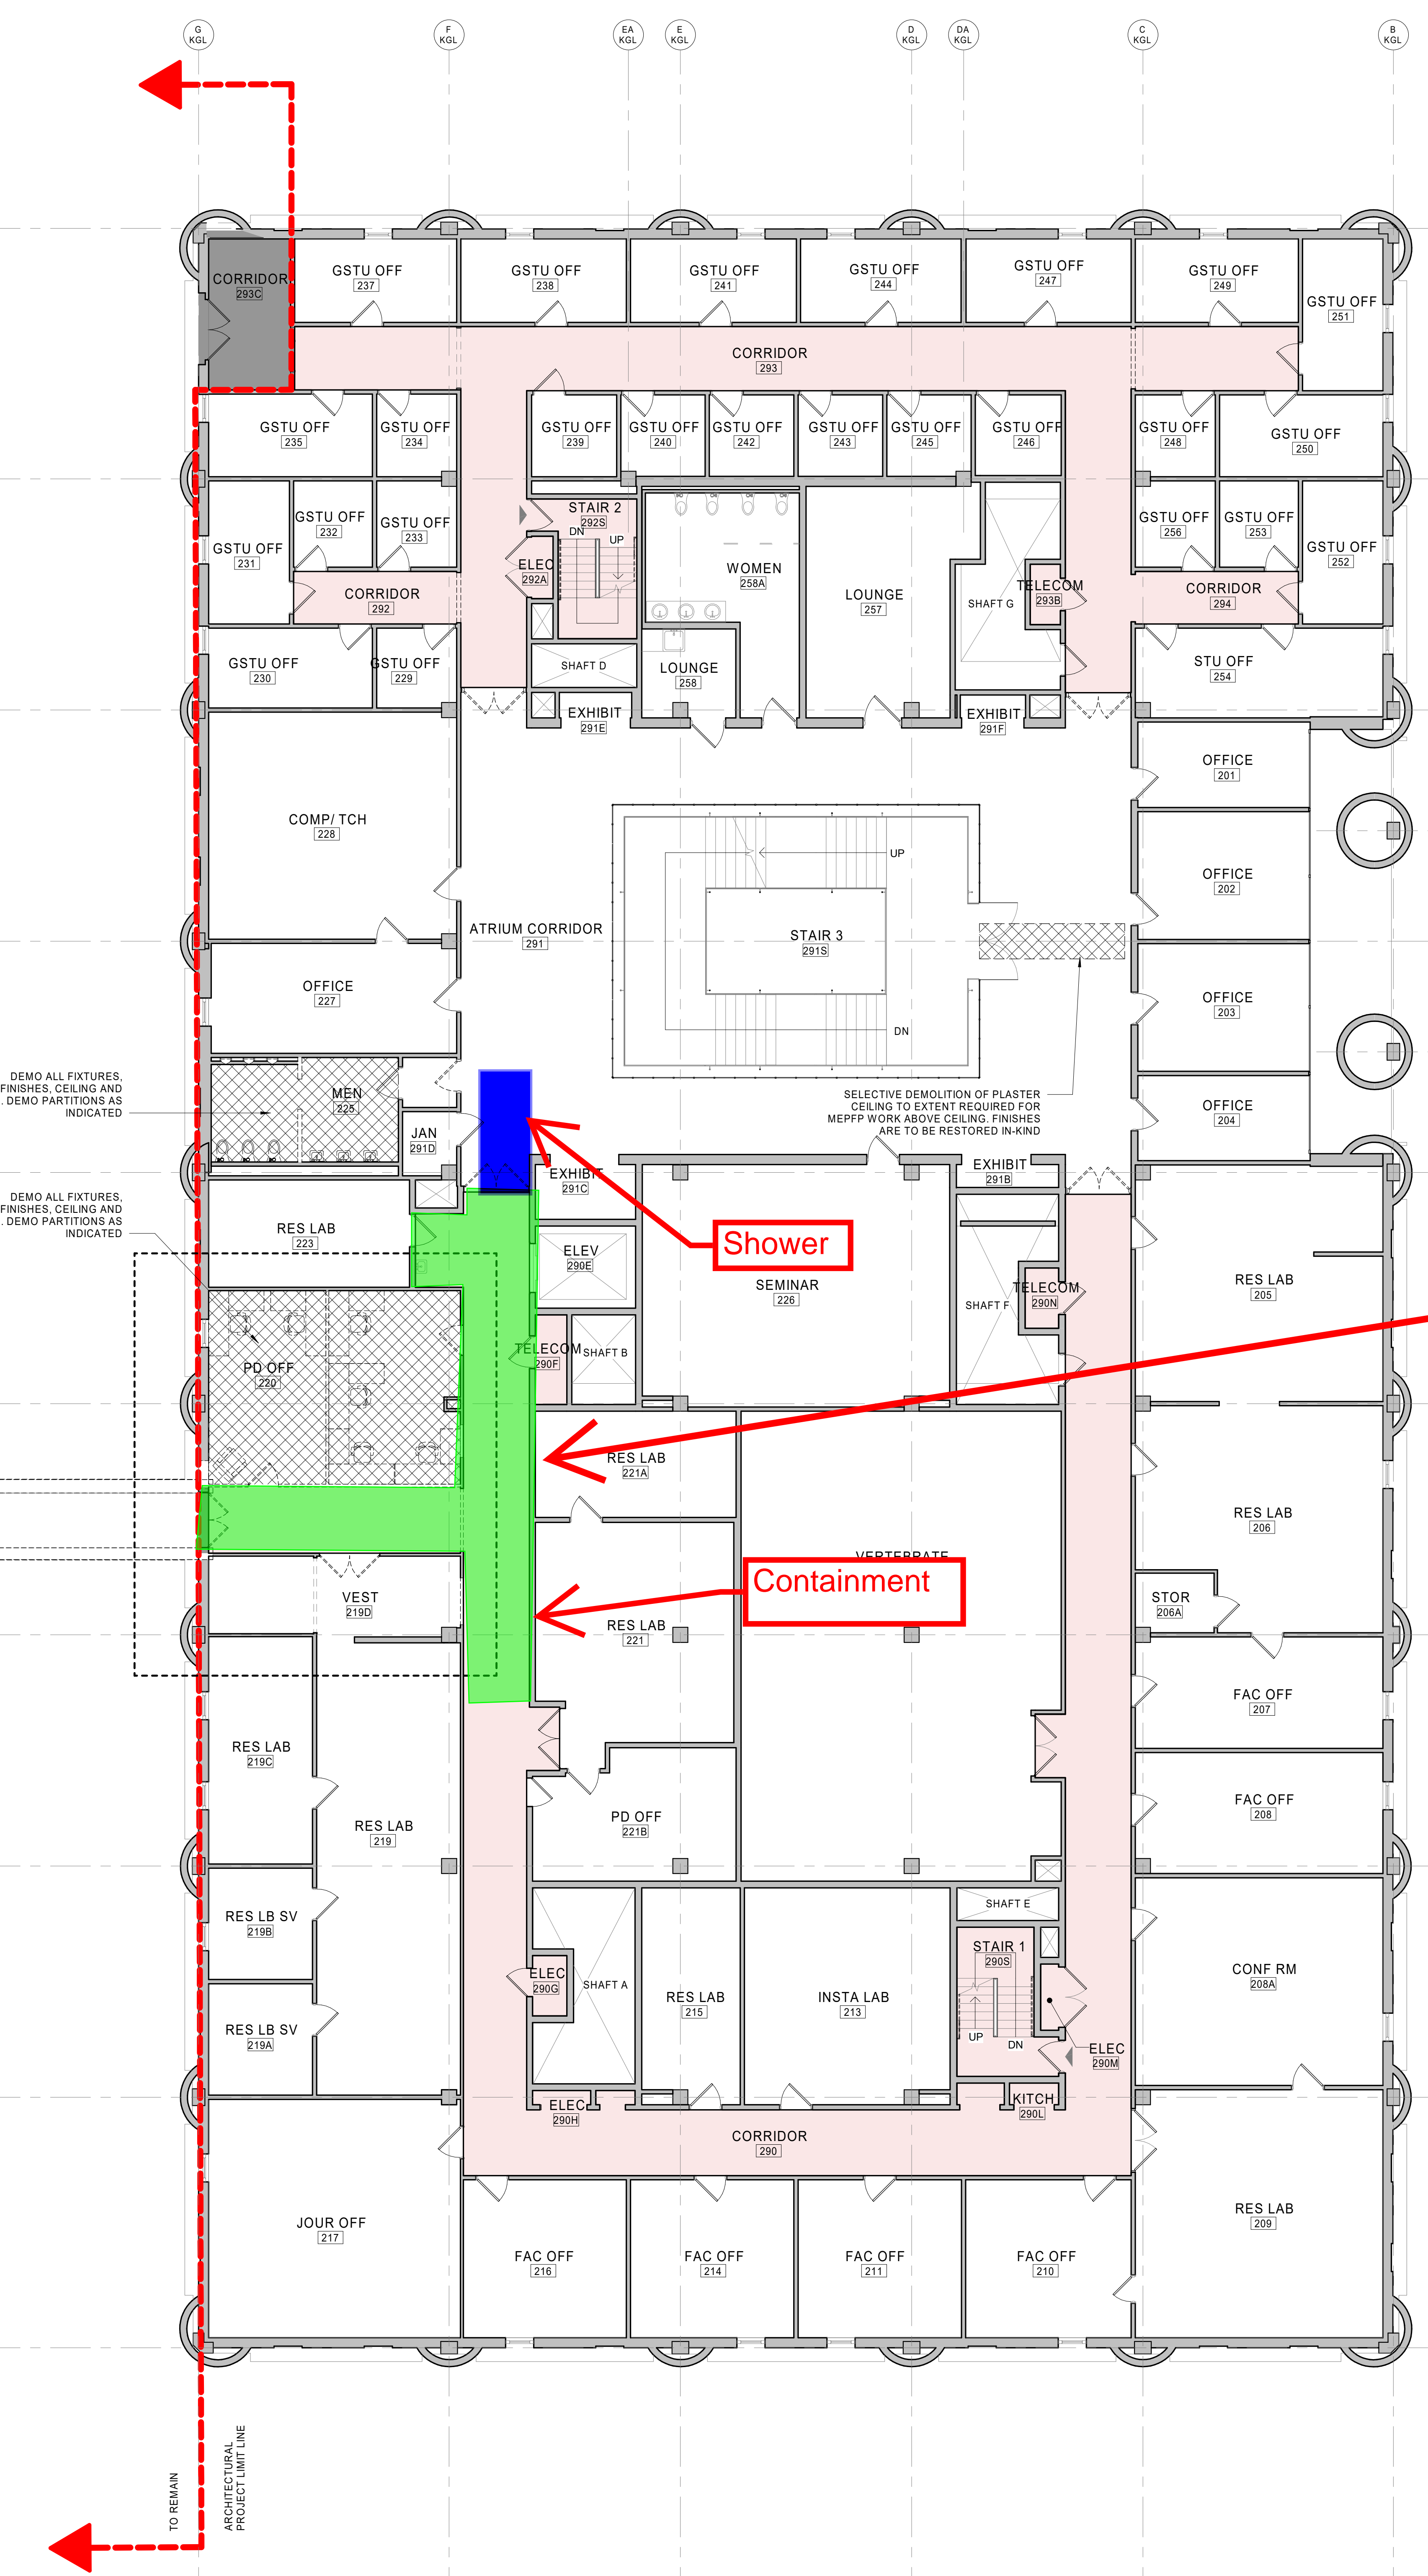 G
KGL
F
KGL
EA
KGL
E
KGL
D
KGL
DA
KGL
C
KGL
B
KGL
CORRIDOR
293C
GSTU OFF
237
GSTU OFF
238
GSTU OFF
241
GSTU OFF
244
GSTU OFF
247
GSTU OFF
249
GSTU OFF
251
CORRIDOR
293
GSTU OFF
235
GSTU OFF
234
GSTU OFF
239
GSTU OFF
240
GSTU OFF
242
GSTU OFF
243
GSTU OFF
245
GSTU OFF
246
GSTU OFF
248
GSTU OFF
250
GSTU OFF
231
GSTU OFF
232
GSTU OFF
233
STAIR 2
292S
DN
UP
ELEC
292A
WOMEN
258A
LOUNGE
257
SHAFT G
TELECOM
293B
GSTU OFF
256
GSTU OFF
253
GSTU OFF
252
CORRIDOR
292
CORRIDOR
294
GSTU OFF
230
GSTU OFF
229
SHAFT D
LOUNGE
258
STU OFF
254
EXHIBIT
291E
EXHIBIT
291F
OFFICE
201
COMP/ TCH
228
UP
OFFICE
202
ATRIUM CORRIDOR
291
STAIR 3
291S
OFFICE
227
OFFICE
203
DN
DEMO ALL FIXTURES,
FINISHES, CEILING AND
. DEMO PARTITIONS AS
INDICATED
MEN
225
JAN
291D
SELECTIVE DEMOLITION OF PLASTER
CEILING TO EXTENT REQUIRED FOR
MEPFP WORK ABOVE CEILING. FINISHES
ARE TO BE RESTORED IN-KIND
OFFICE
204
EXHIBIT
291C
EXHIBIT
291B
DEMO ALL FIXTURES,
FINISHES, CEILING AND
. DEMO PARTITIONS AS
INDICATED
RES LAB
223
Shower
ELEV
290E
SEMINAR
226
SHAFT F
TELECOM
290N
RES LAB
205
PD OFF
220
TELECOM
290F
SHAFT B
RES LAB
221A
RES LAB
206
VERTEBRATE
Containment
VEST
219D
RES LAB
221
STOR
206A
FAC OFF
207
RES LAB
219C
RES LAB
219
PD OFF
221B
FAC OFF
208
RES LB SV
219B
SHAFT E
STAIR 1
290S
ELEC
290G
SHAFT A
RES LAB
215
INSTA LAB
213
CONF RM
208A
RES LB SV
219A
UP
DN
ELEC
290M
ELEC
290H
KITCH
290L
CORRIDOR
290
JOUR OFF
217
FAC OFF
216
FAC OFF
214
FAC OFF
211
FAC OFF
210
RES LAB
209
TO REMAIN
ARCHITECTURAL
PROJECT LIMIT LINE